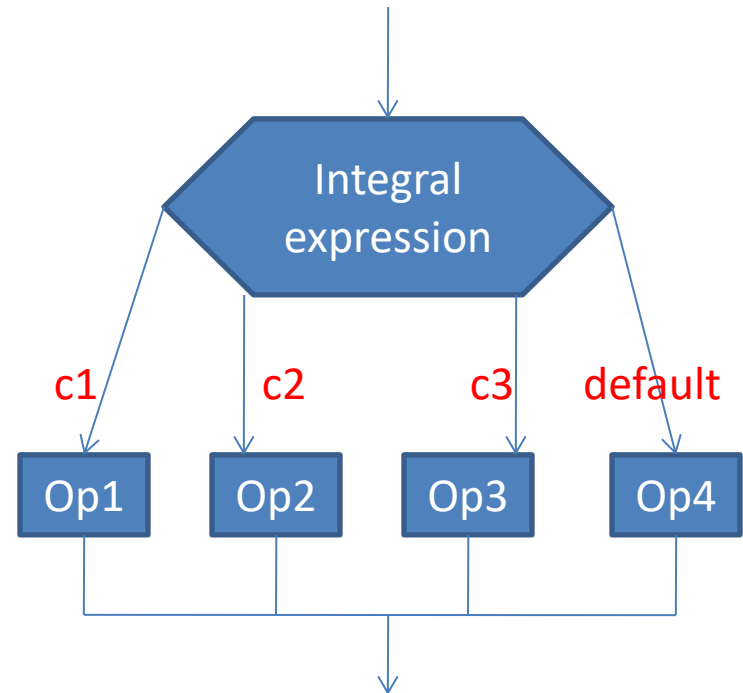 Integral
expression
c1 c2 c3 default
Op1 Op2 Op3 Op4